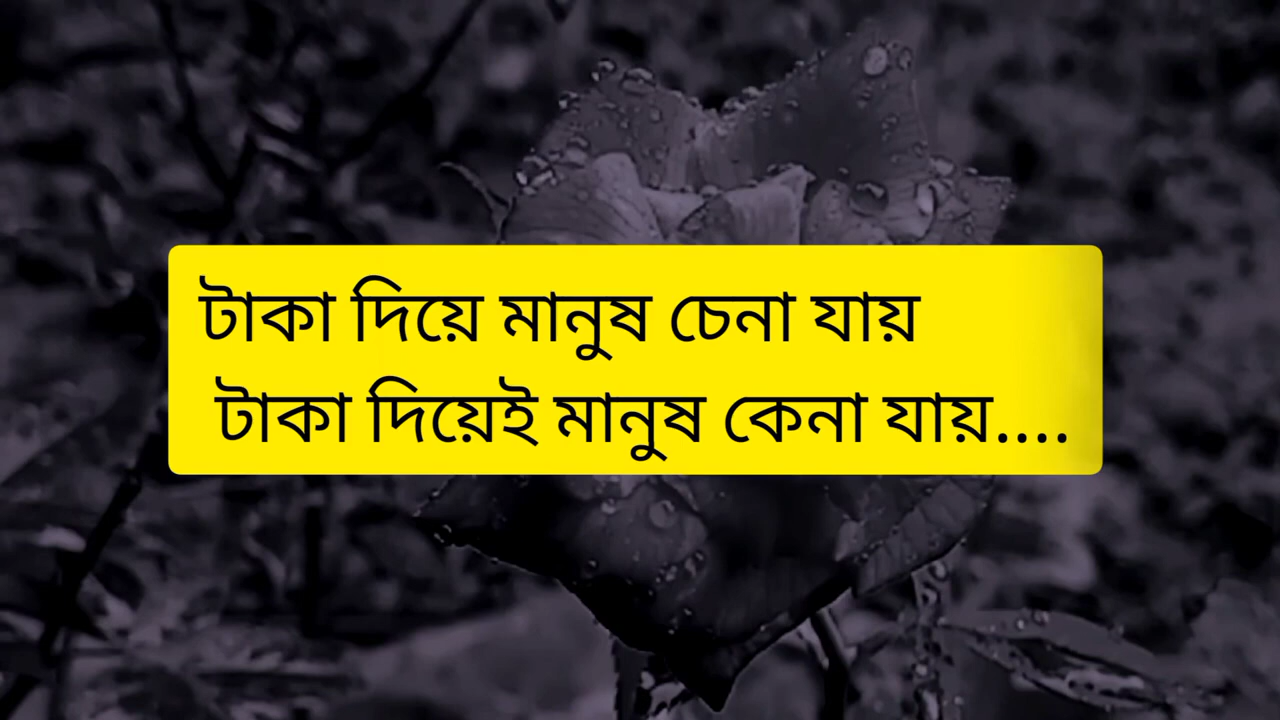 টাকা দিয়ে মানুষ চেনা যায়
টাকা দিয়েই মানুষ কেনা যায়....